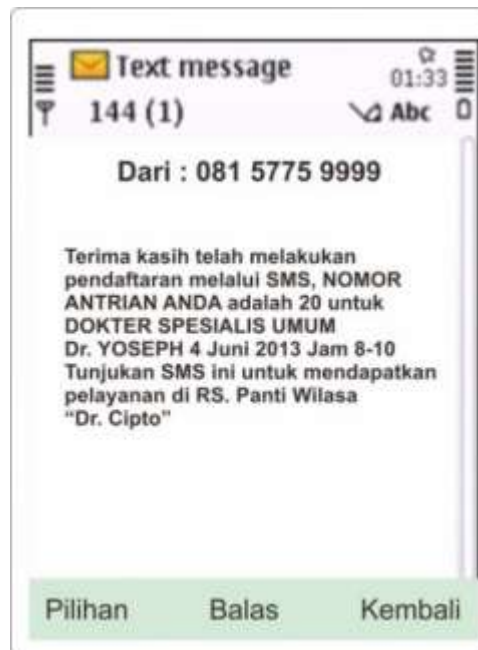 Text message
01:33
144 (1)
Abc
Dari : 081 5775 9999
Terima kasih telah melakukan
pendaftaran melalui SMS, NOMOR
ANTRIAN ANDA adalah 20 untuk
DOKTER SPESIALIS UMUM
Dr. YOSEPH 4 Juni 2013 Jam 8-10
Tunjukan SMS ini untuk mendapatkan
pelayanan di RS. Panti Wilasa
“Dr. Cipto”
Pilihan Balas Kembali